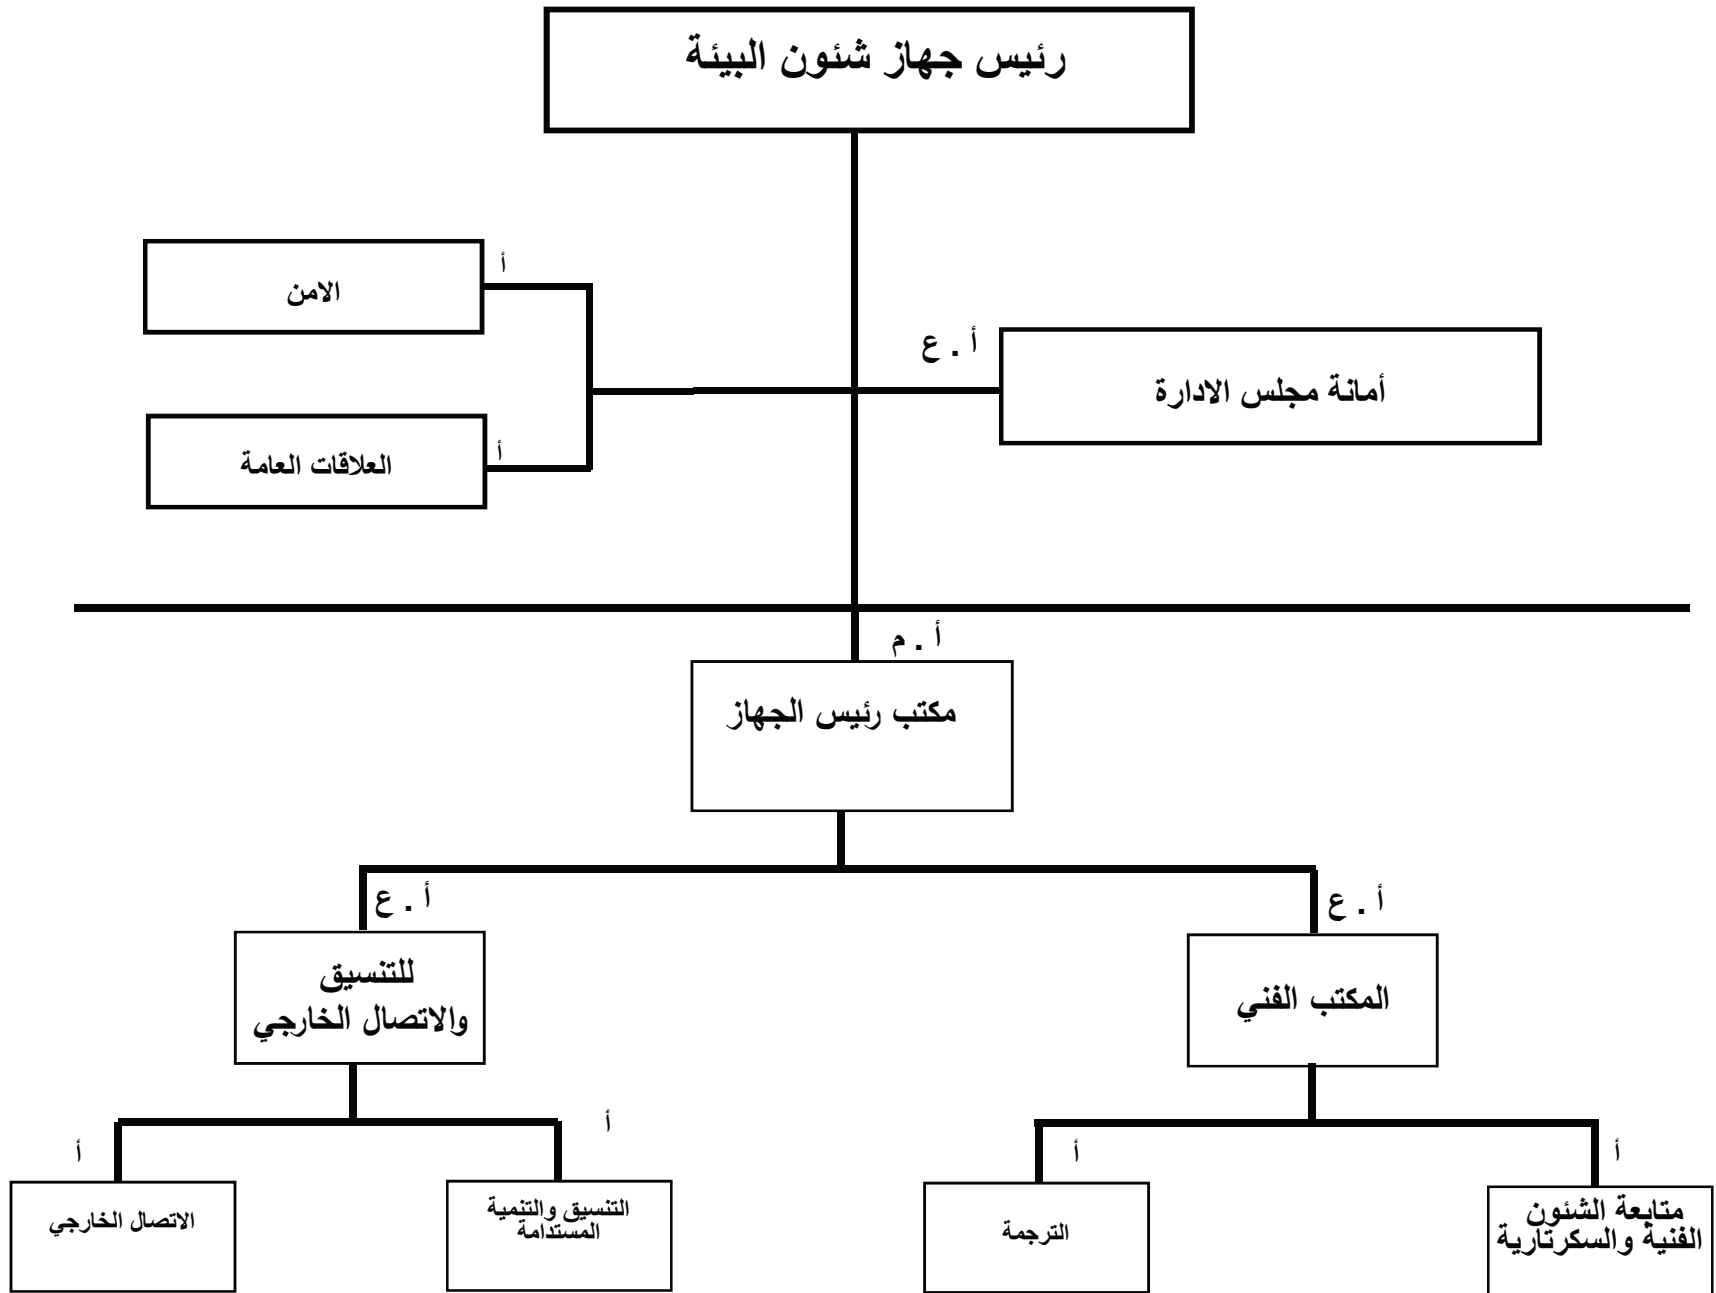 رئيس جهاز شئون البيئة
أ
الامن
أ . ع
أمانة مجلس الادارة
أ
العلاقات العامة
أ . م
مكتب رئيس الجهاز
أ . ع
المكتب الفني
أ . ع
للتنسيق
والاتصال الخارجي
أ
متابعة الشئون
الفنية والسكرتارية
أ
الترجمة
أ
التنسيق والتنمية
المستدامة
أ
الاتصال الخارجي